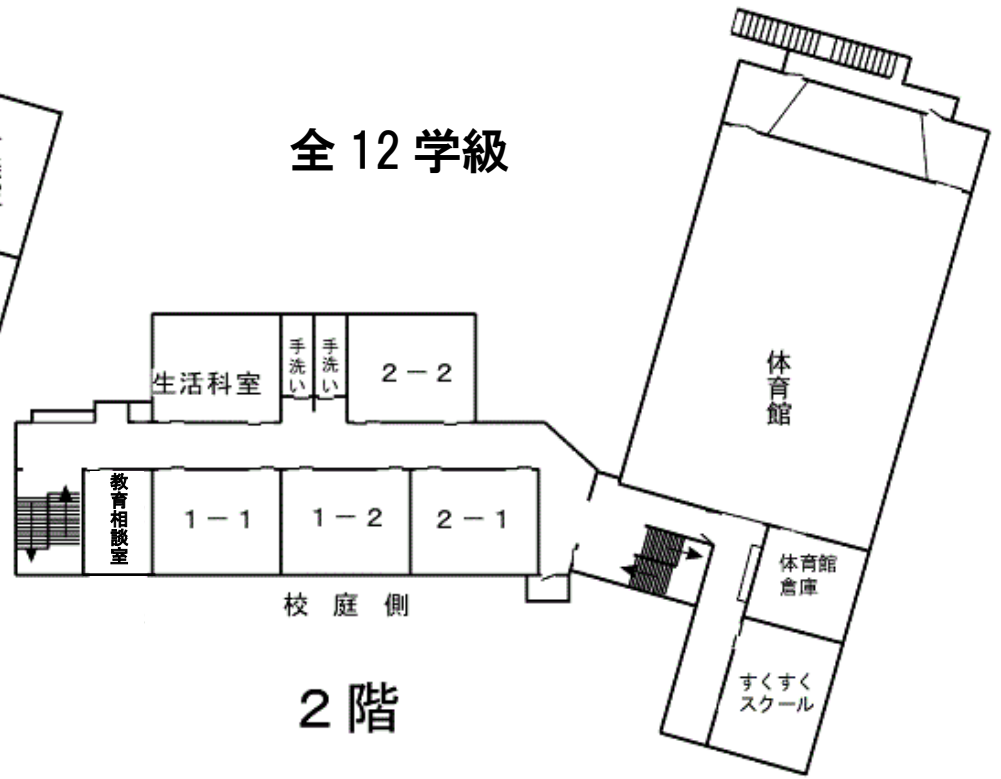 全12学級
体育館
生活科室
手洗い
手洗い
2－2
教育相談室
1－1
1－2
2－1
体育館
倉庫
校庭側
すくすく
スクール
2階